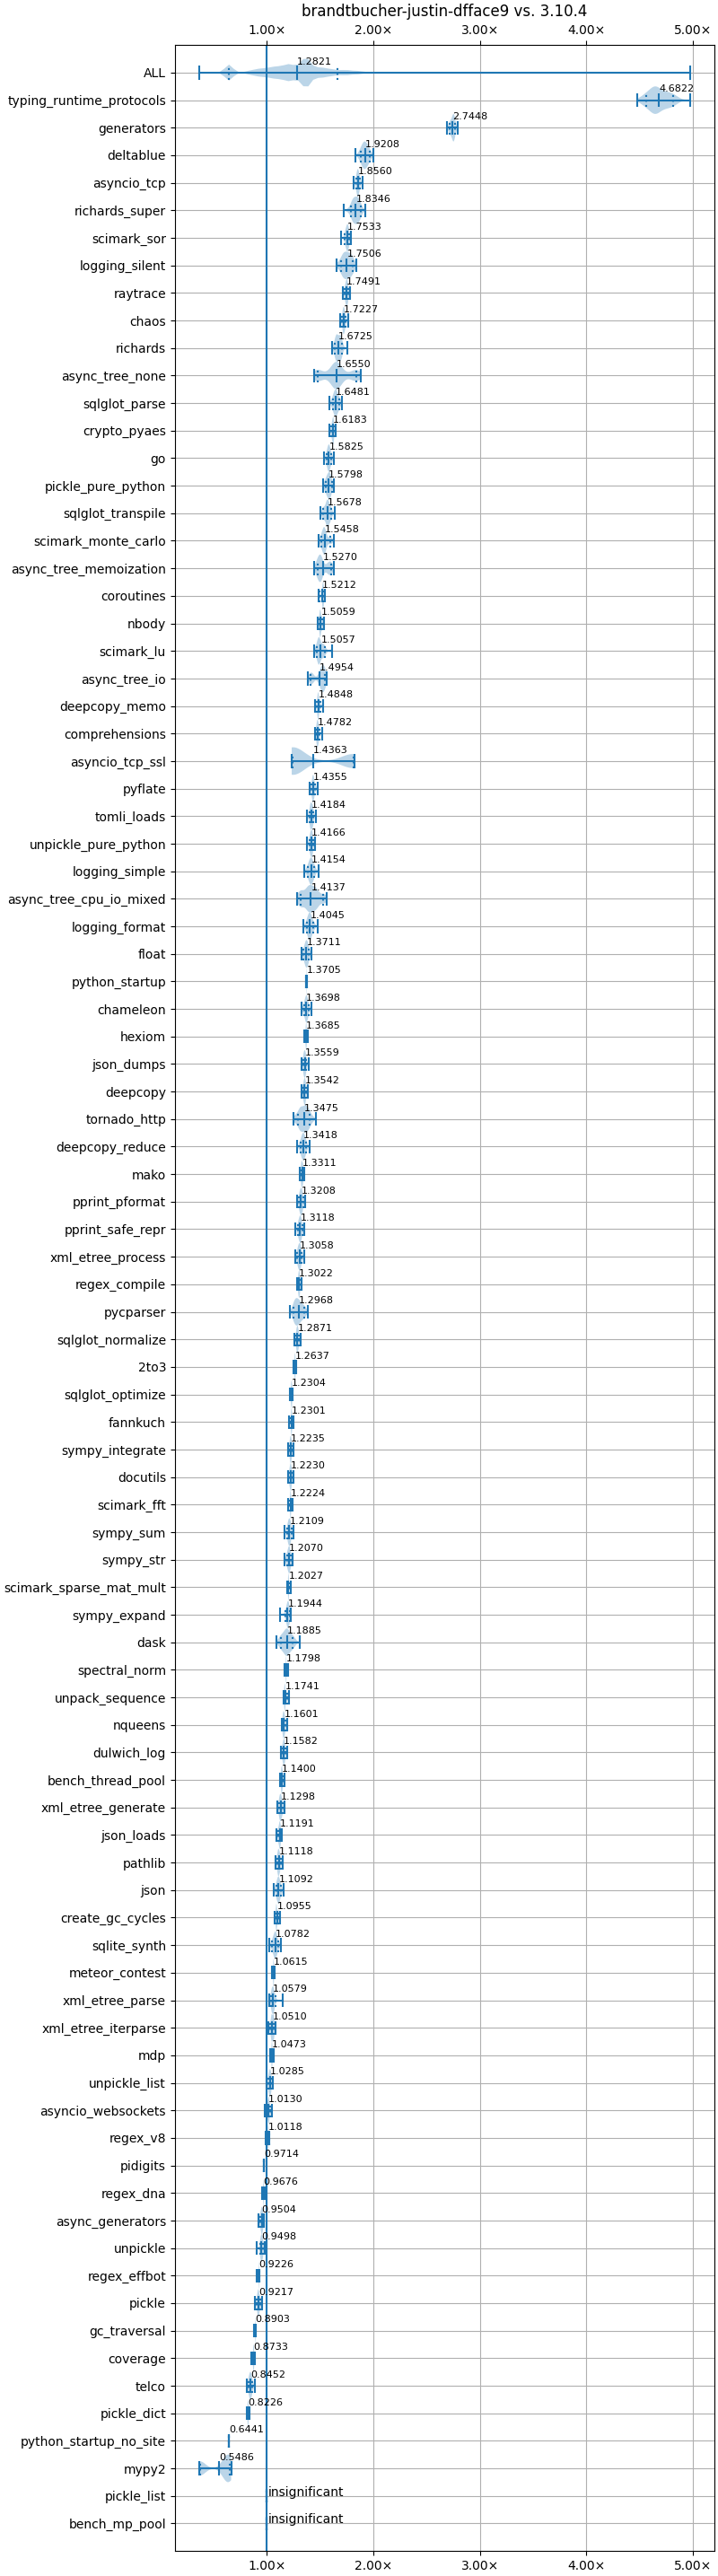 brandtbucher-justin-dfface9 vs. 3.10.4
1.00× 2.00× 3.00× 4.00× 5.00×
ALL 1.2821
typing_runtime_protocols 4.6822
generators 2.7448
deltablue 1.9208
asyncio_tcp 1.8560
richards_super 1.8346
scimark_sor 1.7533
logging_silent 1.7506
raytrace 1.7491
chaos 1.7227
richards 1.6725
async_tree_none 1.6550
sqlglot_parse 1.6481
crypto_pyaes 1.6183
go 1.5825
pickle_pure_python 1.5798
sqlglot_transpile 1.5678
scimark_monte_carlo 1.5458
async_tree_memoization 1.5270
coroutines 1.5212
nbody 1.5059
scimark_lu 1.5057
async_tree_io 1.4954
deepcopy_memo 1.4848
comprehensions 1.4782
asyncio_tcp_ssl 1.4363
pyflate 1.4355
tomli_loads 1.4184
unpickle_pure_python 1.4166
logging_simple 1.4154
async_tree_cpu_io_mixed 1.4137
logging_format 1.4045
float 1.3711
python_startup 1.3705
chameleon 1.3698
hexiom 1.3685
json_dumps 1.3559
deepcopy 1.3542
tornado_http 1.3475
deepcopy_reduce 1.3418
mako 1.3311
pprint_pformat 1.3208
pprint_safe_repr 1.3118
xml_etree_process 1.3058
regex_compile 1.3022
pycparser 1.2968
sqlglot_normalize 1.2871
2to3 1.2637
sqlglot_optimize 1.2304
fannkuch 1.2301
sympy_integrate 1.2235
docutils 1.2230
scimark_fft 1.2224
sympy_sum 1.2109
sympy_str 1.2070
scimark_sparse_mat_mult 1.2027
sympy_expand 1.1944
dask 1.1885
spectral_norm 1.1798
unpack_sequence 1.1741
nqueens 1.1601
dulwich_log 1.1582
bench_thread_pool 1.1400
xml_etree_generate 1.1298
json_loads 1.1191
pathlib 1.1118
json 1.1092
create_gc_cycles 1.0955
sqlite_synth 1.0782
meteor_contest 1.0615
xml_etree_parse 1.0579
xml_etree_iterparse 1.0510
mdp 1.0473
unpickle_list 1.0285
asyncio_websockets 1.0130
regex_v8 1.0118
pidigits 0.9714
regex_dna 0.9676
async_generators 0.9504
unpickle 0.9498
regex_effbot 0.9226
pickle 0.9217
gc_traversal 0.8903
coverage 0.8733
telco 0.8452
pickle_dict 0.8226
python_startup_no_site 0.6441
mypy2 0.5486
pickle_list insignificant
bench_mp_pool insignificant
1.00× 2.00× 3.00× 4.00× 5.00×